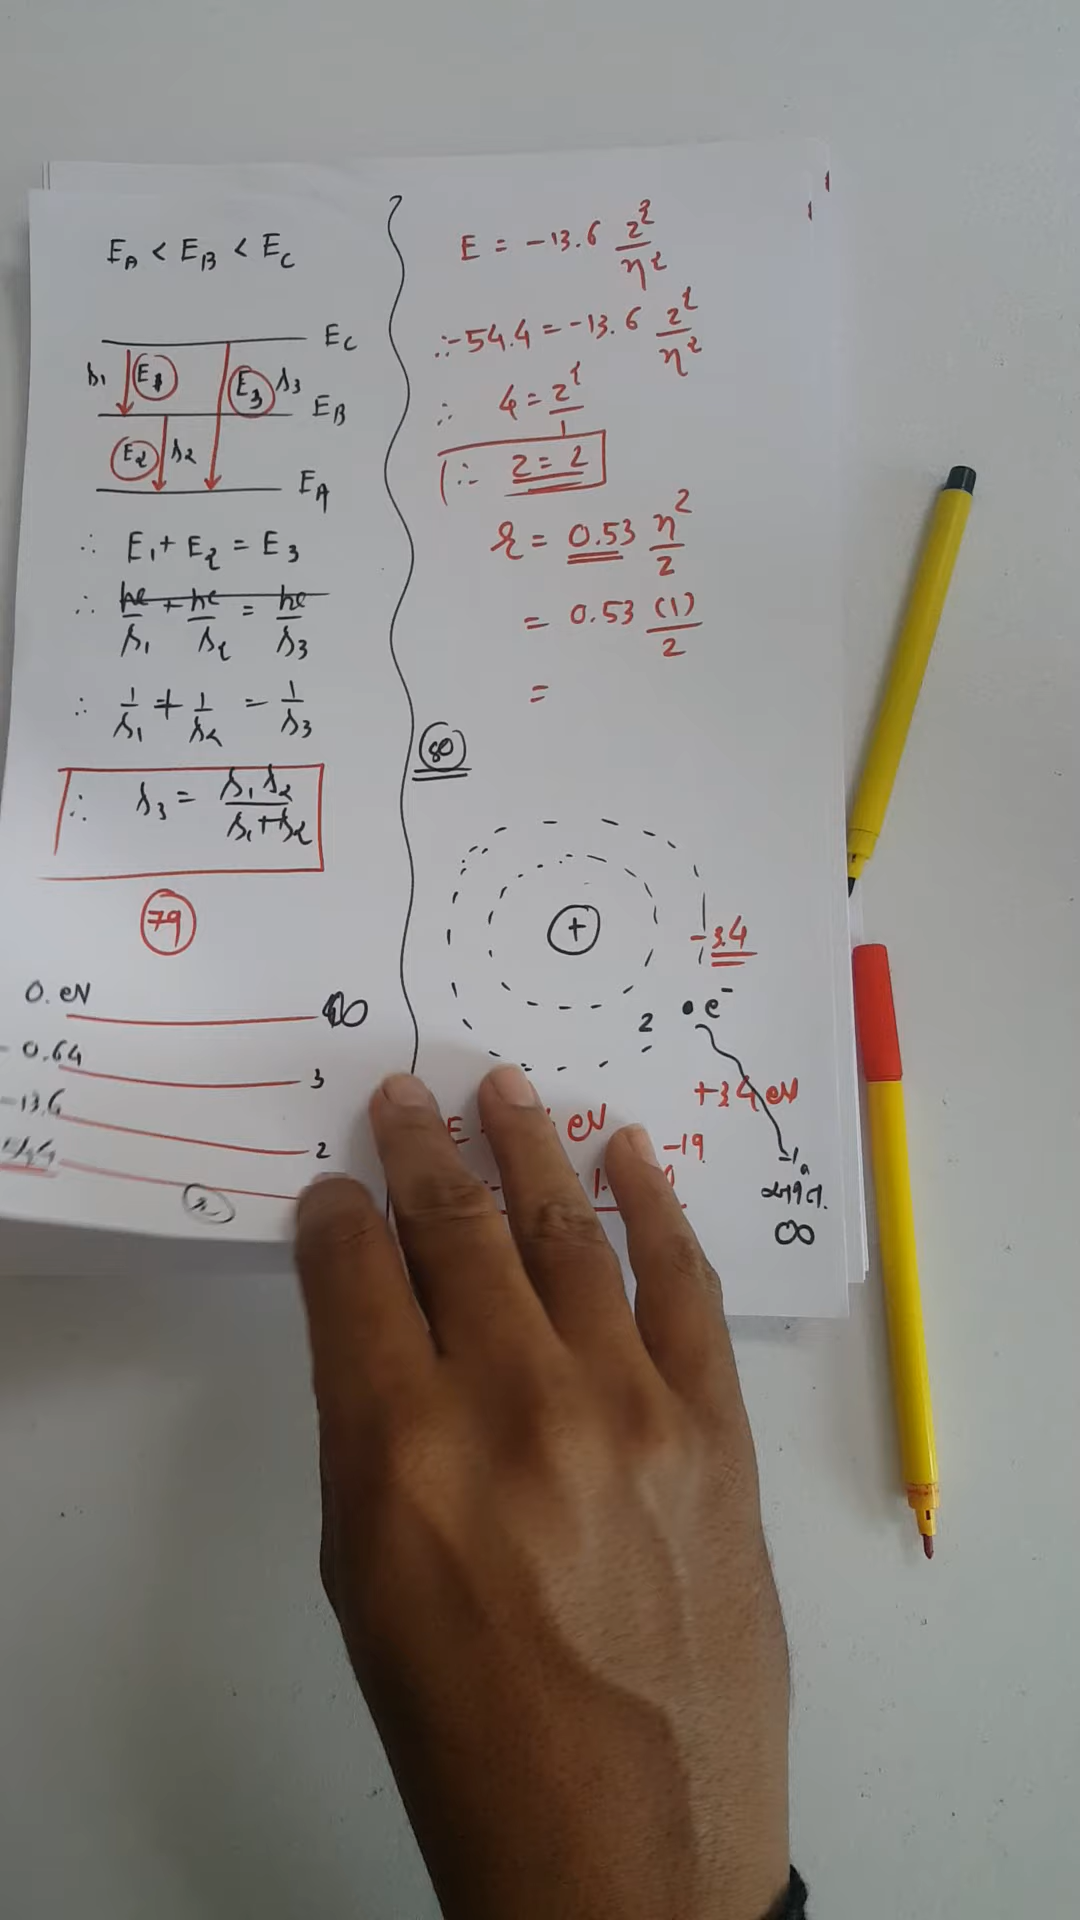 E_A < E_B < E_C
E_C
λ₁ E₁ E₃ λ₃
E_B
E₂ λ₂
E_A
∴ E₁ + E₂ = E₃
∴ hc/λ₁ + hc/λ₂ = hc/λ₃
∴ 1/λ₁ + 1/λ₂ = 1/λ₃
∴ λ₃ = λ₁λ₂/λ₁+λ₂
79
0. eV
- 0.64 3
-13.6 2
E = -13.6 z²/n²
∴ -54.4 = -13.6 z²/n²
∴ 4 = z²/1
∴ z = 2
r = 0.53 n²/z
= 0.53 (1)/2
=
80
+
-3.4
2 e⁻
+3.4 eV
E eV
-19
∞